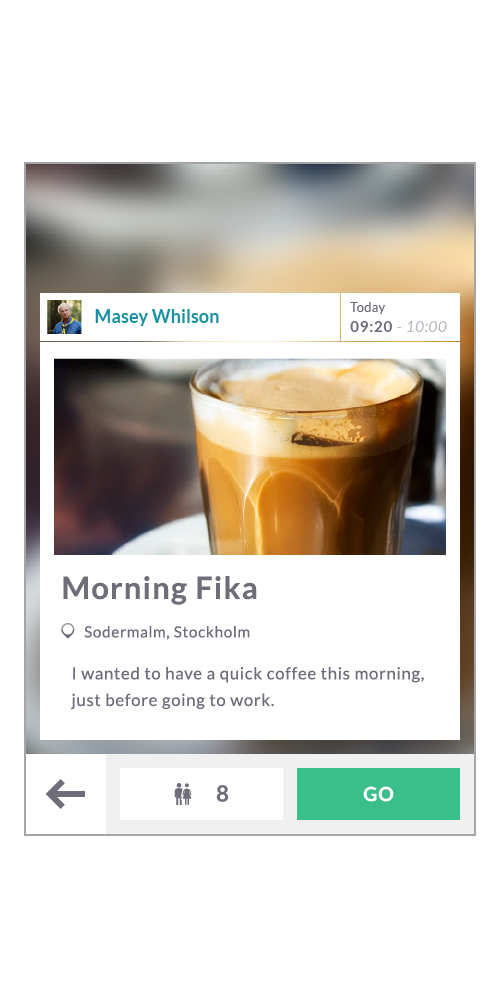 Masey Whilson
Today
09:20 - 10:00
Morning Fika
Sodermalm, Stockholm
I wanted to have a quick coffee this morning,
just before going to work.
8
GO